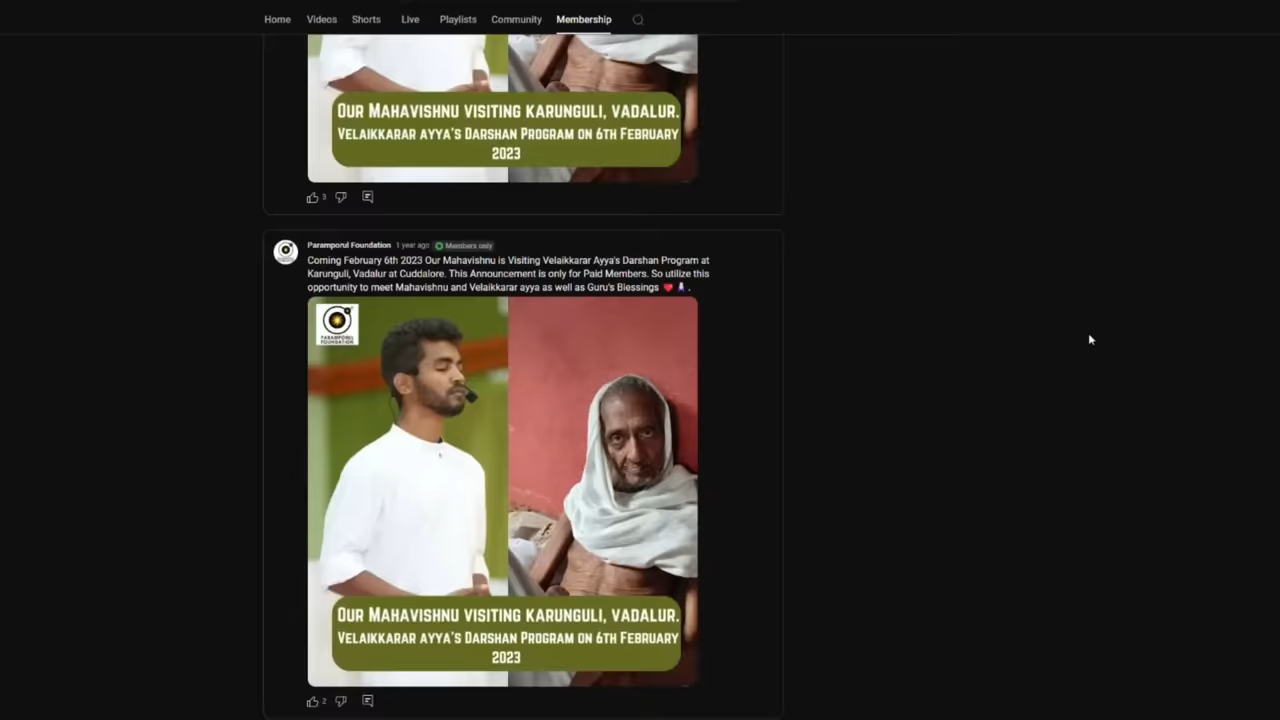 Home Videos Shorts Live Playlists Community Membership
OUR MAHAVISHNU VISITING KARUNGULI, VADALUR.
VELAIKKARAR AYYA'S DARSHAN PROGRAM ON 6TH FEBRUARY
2023
3
Paramporul Foundation 1 year ago Members only
Coming February 6th 2023 Our Mahavishnu is Visiting Velaikkarar Ayya's Darshan Program at
Karunguli, Vadalur at Cuddalore. This Announcement is only for Paid Members. So utilize this
opportunity to meet Mahavishnu and Velaikkarar ayya as well as Guru's Blessings ❤️ 🧘 .
PARAMPORUL
FOUNDATION
OUR MAHAVISHNU VISITING KARUNGULI, VADALUR.
VELAIKKARAR AYYA'S DARSHAN PROGRAM ON 6TH FEBRUARY
2023
2